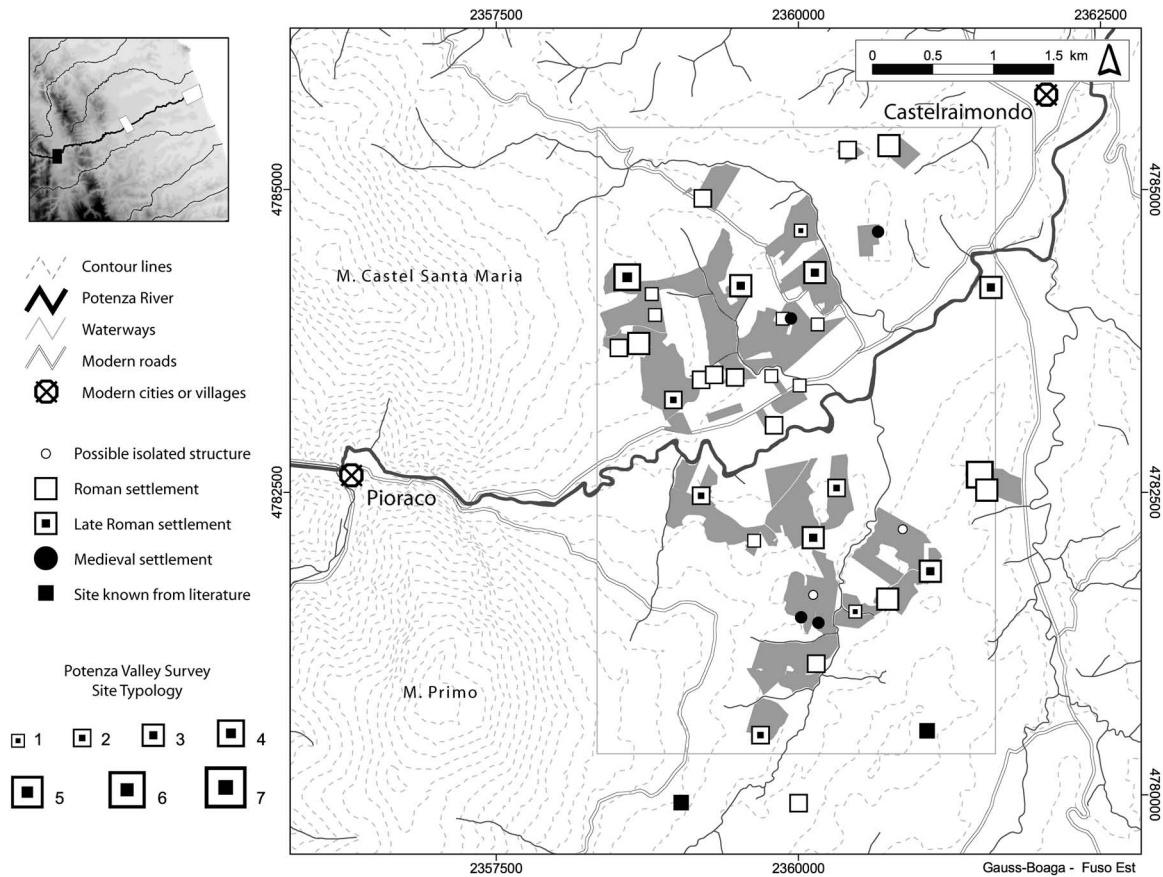 2357500
2360000
2362500
0 0.5 1 1.5 km
Castelraimondo
4785000
4785000
M. Castel Santa Maria
Contour lines
Potenza River
Waterways
Modern roads
Modern cities or villages
Possible isolated structure
Roman settlement
Late Roman settlement
Medieval settlement
Site known from literature
4782500
4782500
Pioraco
Potenza Valley Survey
Site Typology
M. Primo
1 2 3 4
5 6 7
4780000
2357500
2360000
Gauss-Boaga - Fuso Est